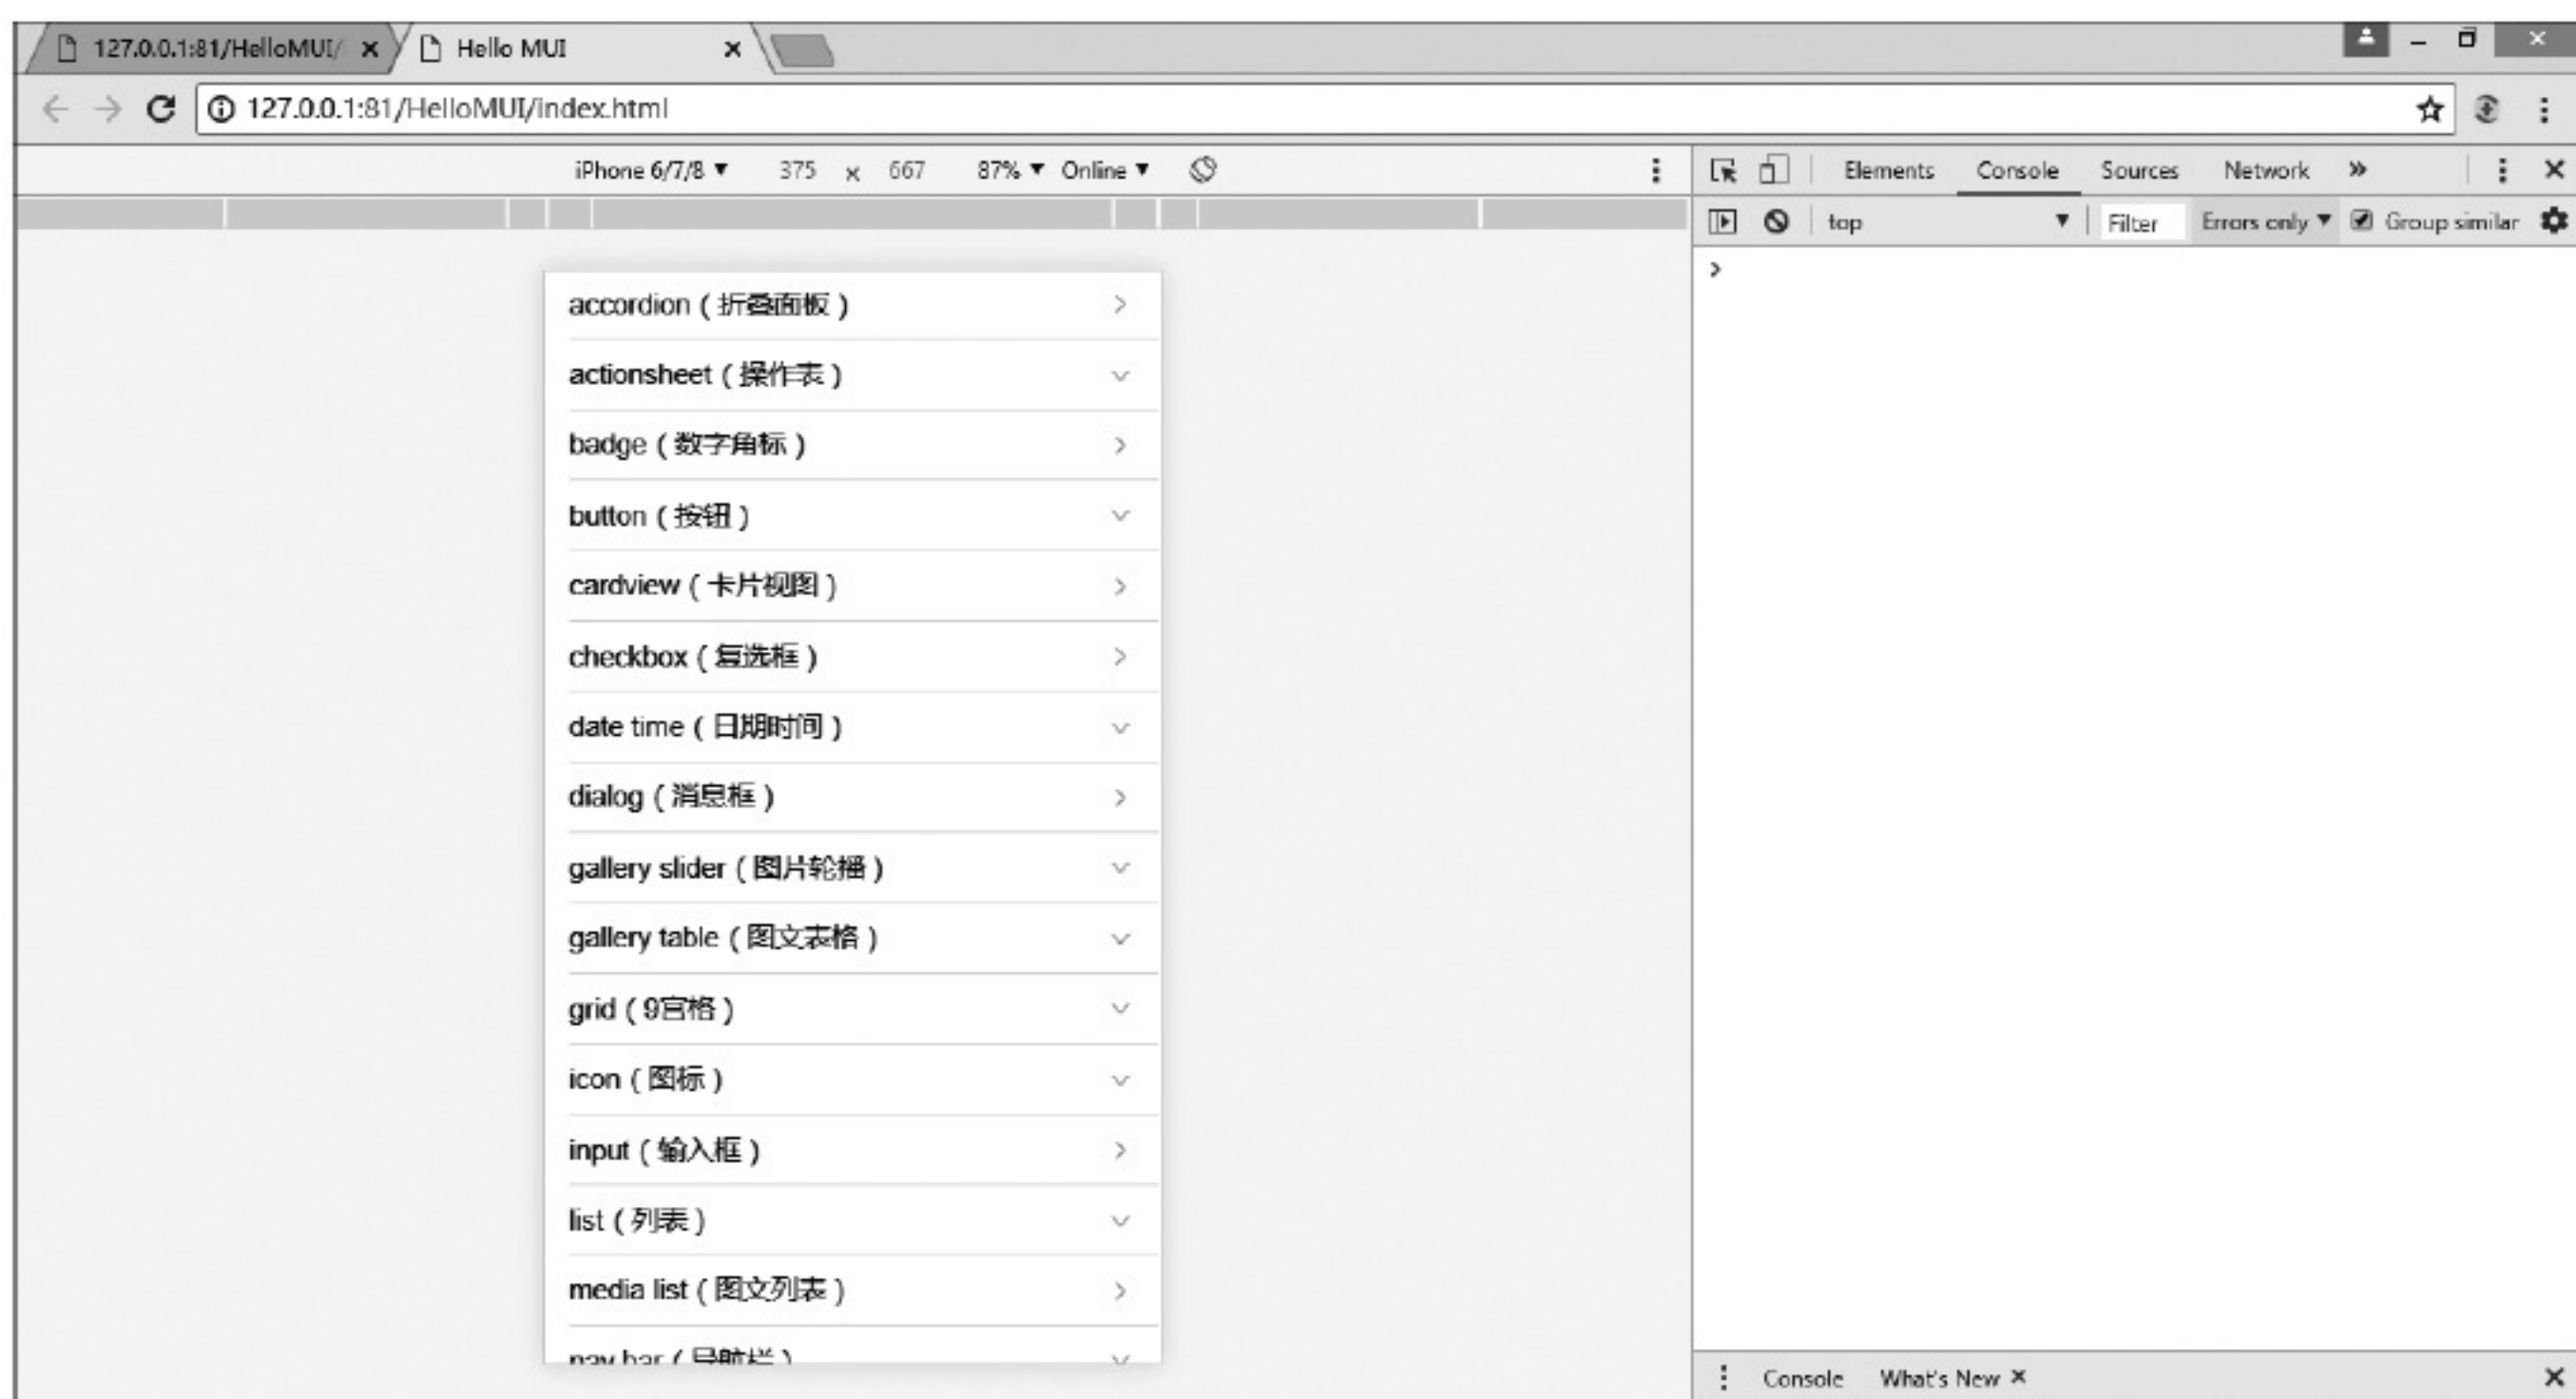 127.0.0.1:81/HelloMUI/
Hello MUI
127.0.0.1:81/HelloMUI/index.html
iPhone 6/7/8 ▼ 375 x 667 87% ▼ Online ▼
Elements Console Sources Network »
top ▼ Filter Errors only ▼ Group similar
accordion（折叠面板）
actionsheet（操作表）
badge（数字角标）
button（按钮）
cardview（卡片视图）
checkbox（复选框）
date time（日期时间）
dialog（消息框）
gallery slider（图片轮播）
gallery table（图文表格）
grid（9宫格）
icon（图标）
input（输入框）
list（列表）
media list（图文列表）
nav bar（导航栏）
Console What's New